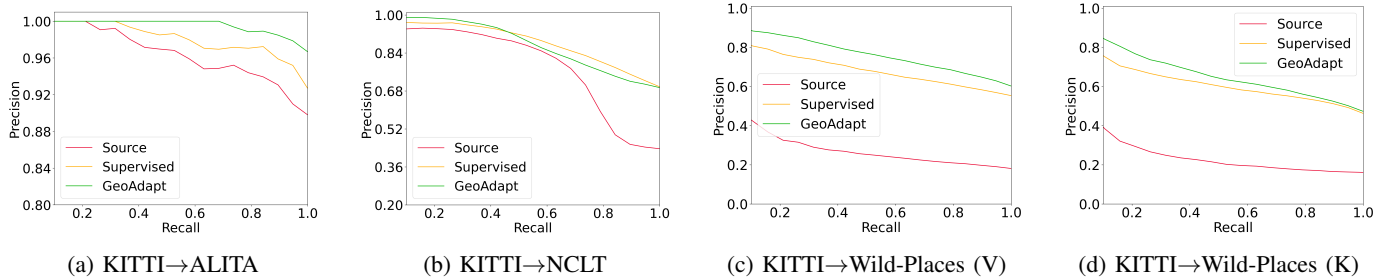 1.00
0.96
0.92
0.88
0.84
0.80
Precision
0.2 0.4 0.6 0.8 1.0
Recall
Source
Supervised
GeoAdapt
(a) KITTI→ALITA
1.00
0.84
0.68
0.52
0.36
0.20
Precision
0.2 0.4 0.6 0.8 1.0
Recall
Source
Supervised
GeoAdapt
(b) KITTI→NCLT
1.0
0.8
0.6
0.4
0.2
0.0
Precision
0.2 0.4 0.6 0.8 1.0
Recall
Source
Supervised
GeoAdapt
(c) KITTI→Wild-Places (V)
1.0
0.8
0.6
0.4
0.2
0.0
Precision
0.2 0.4 0.6 0.8 1.0
Recall
Source
Supervised
GeoAdapt
(d) KITTI→Wild-Places (K)